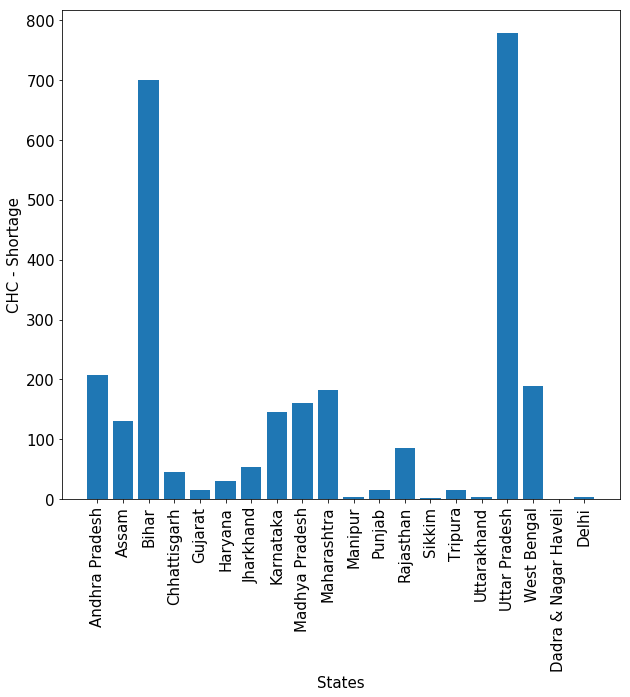 800
700
600
500
400
300
200
100
0
CHC - Shortage
Andhra Pradesh
Assam
Bihar
Chhattisgarh
Gujarat
Haryana
Jharkhand
Karnataka
Madhya Pradesh
Maharashtra
Manipur
Punjab
Rajasthan
Sikkim
Tripura
Uttarakhand
Uttar Pradesh
West Bengal
Dadra & Nagar Haveli
Delhi
States